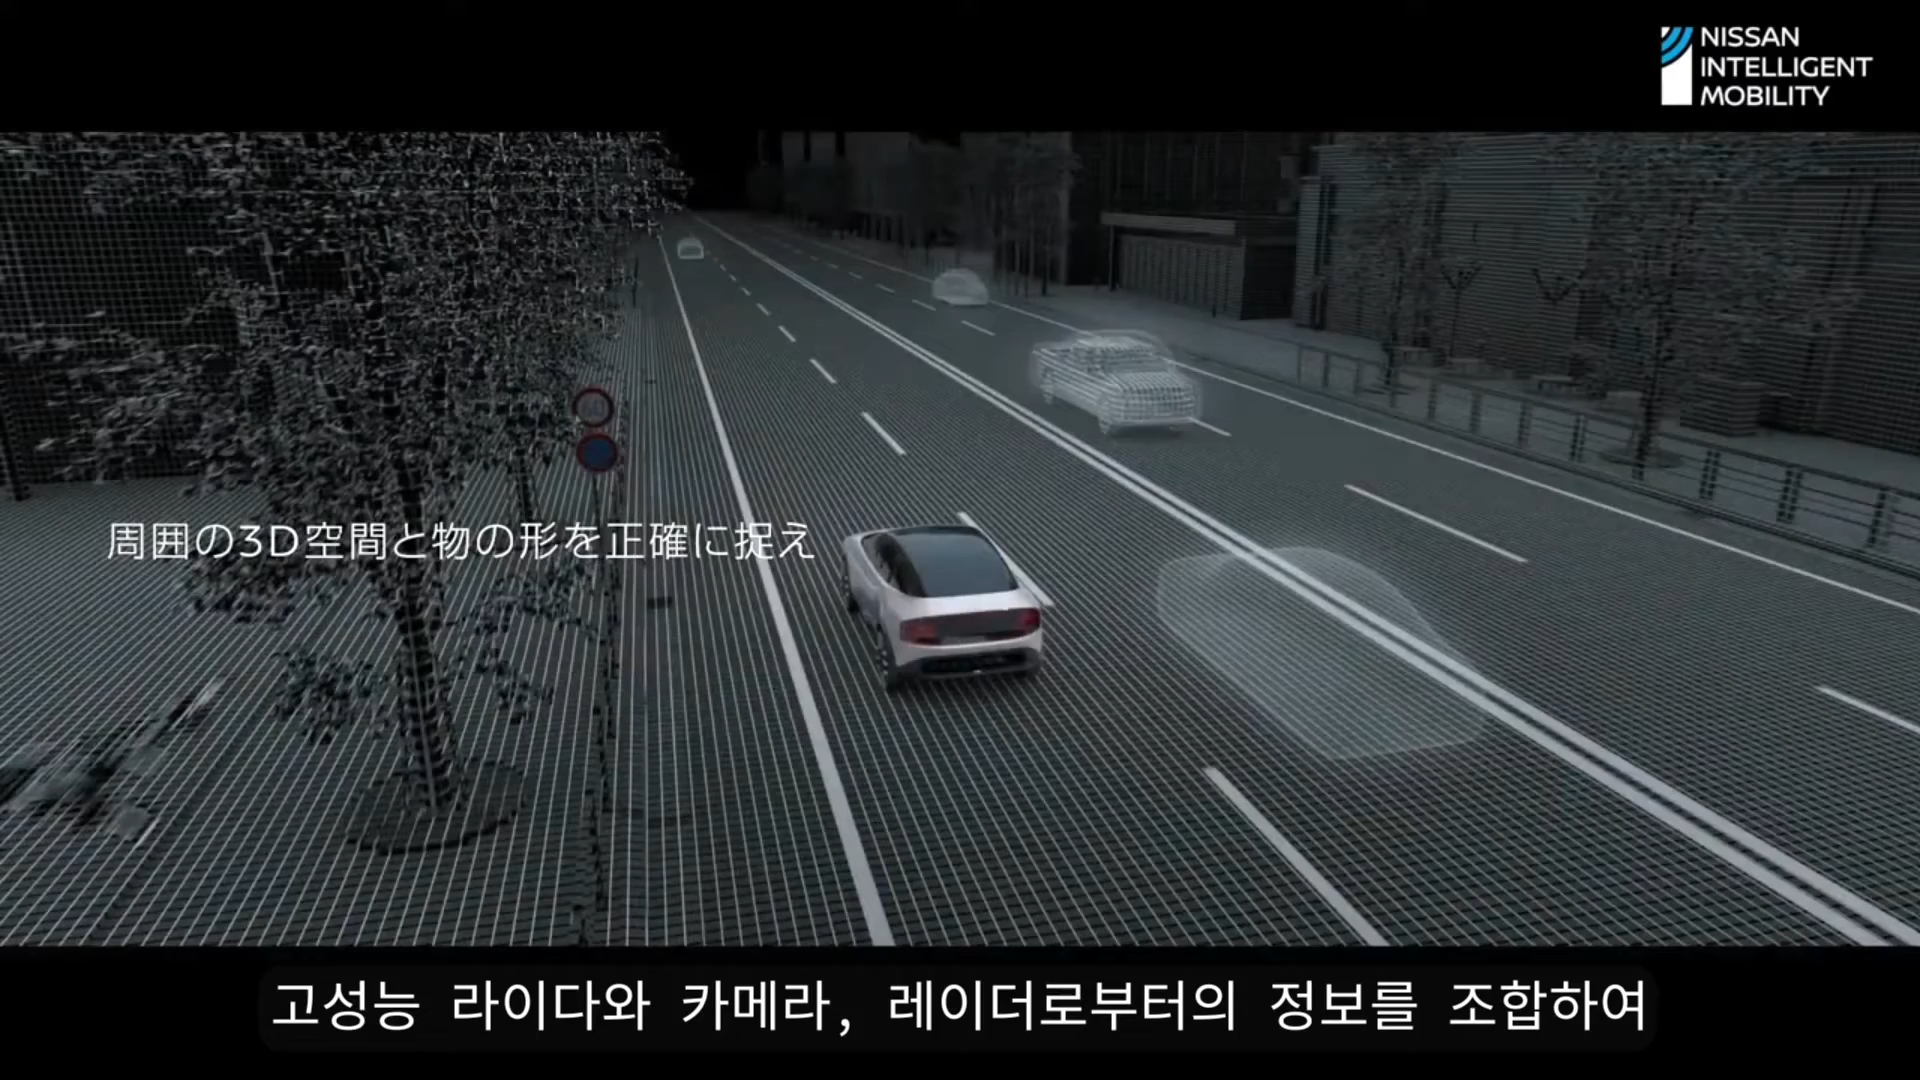 NISSAN
INTELLIGENT
MOBILITY
周囲の3D空間と物の形を正確に捉え
고성능 라이다와 카메라, 레이더로부터의 정보를 조합하여